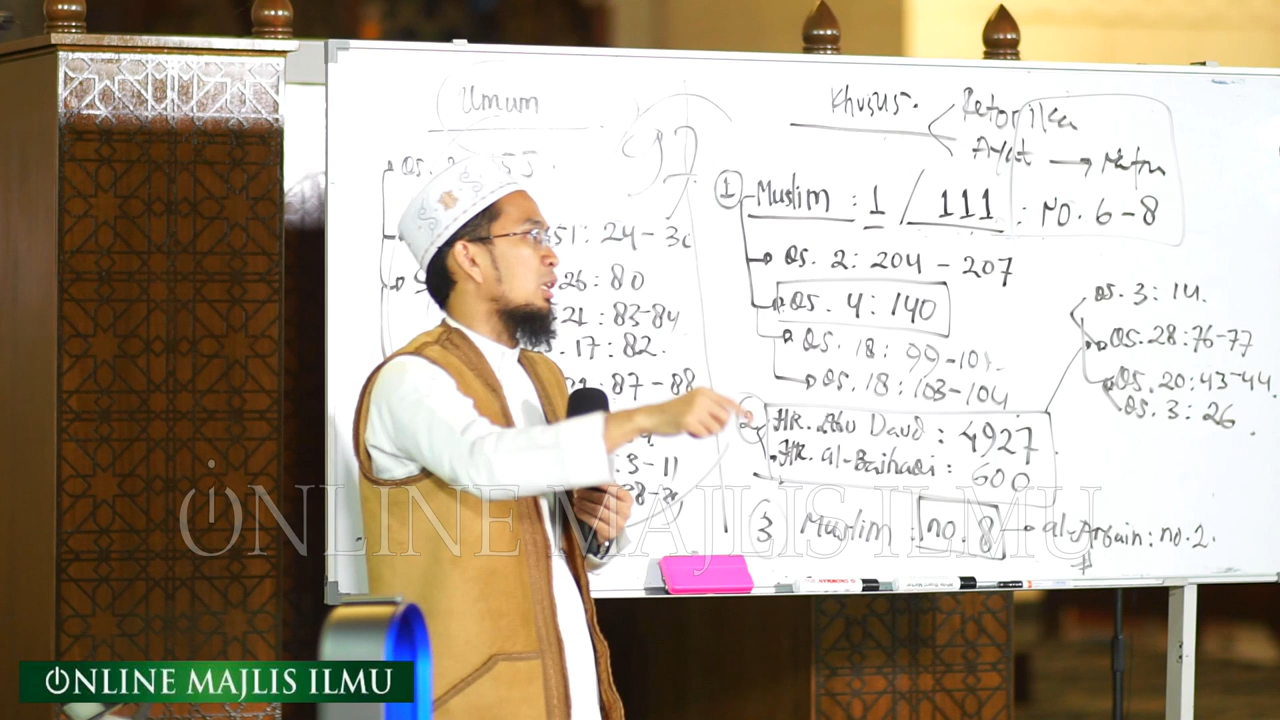 Umum
Qs.
51: 24-30
26: 80
21: 83-84
17: 82.
: 87-88
: 3-11
97
Khusus.
Retorika
Ayat →
① Muslim : 1 / 111 : No. 6-8
Qs. 2: 204-207
Qs. 4: 140
Qs. 18: 99-101
Qs. 18: 103-104
2 HR. Abu Daud : 4927
HR. al-Baihaqi : 600
3 Muslim : no. 8 → al-Arbain: no. 2.
Qs. 3: 14.
Qs. 28: 76-77
Qs. 20: 43-44
Qs. 3: 26.
ONLINE MAJLIS ILMU
ONLINE MAJLIS ILMU